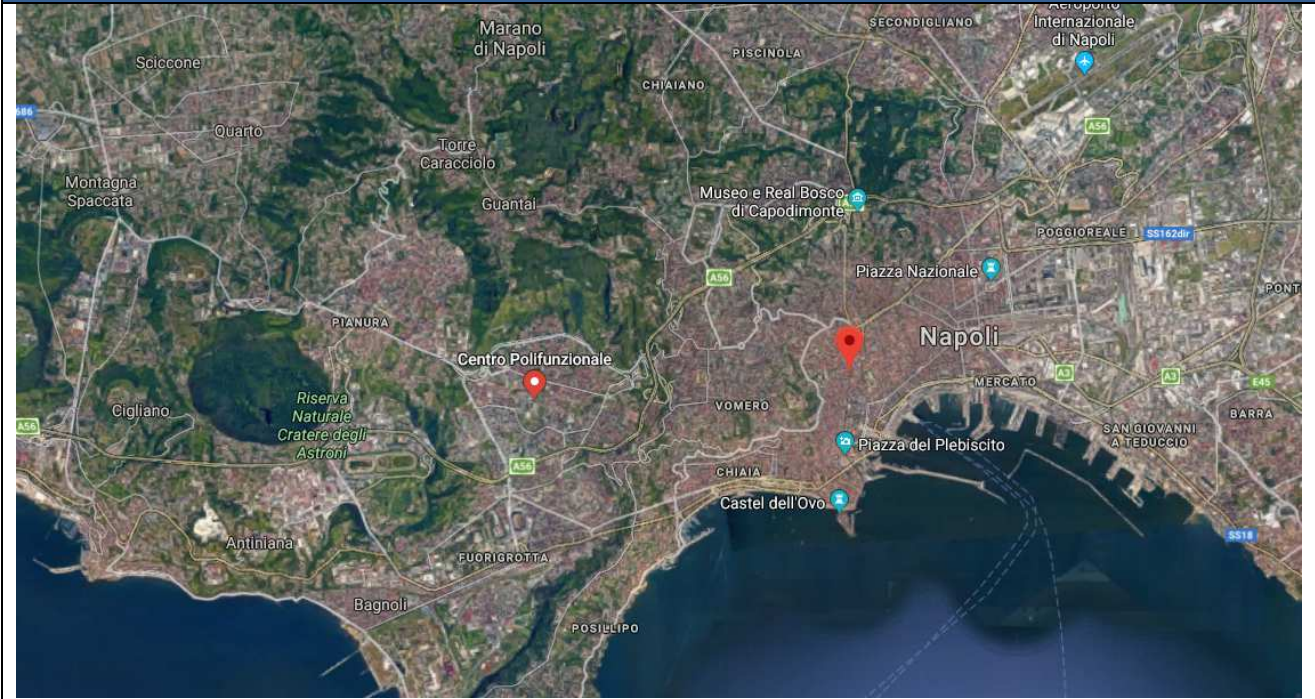 Aeroporto
Internazionale
di Napoli
SECONDIGLIANO
Marano
di Napoli
PISCINOLA
Sciccone
CHIAIANO
686
A56
Quarto
Torre
Caracciolo
Montagna
Spaccata
Museo e Real Bosco
di Capodimonte
Guantai
POGGIOREALE
SS162dir
Piazza Nazionale
A56
PONT
PIANURA
Napoli
Centro Polifunzionale
MERCATO
A3
A3
E45
Riserva
Naturale
Cratere degli
Astroni
Cigliano
VOMERO
BARRA
A56
SAN GIOVANNI
A TEDUCCIO
Piazza del Plebiscito
A56
CHIAIA
Castel dell'Ovo
SS18
Antiniana
FUORIGROTTA
Bagnoli
POSILLIPO